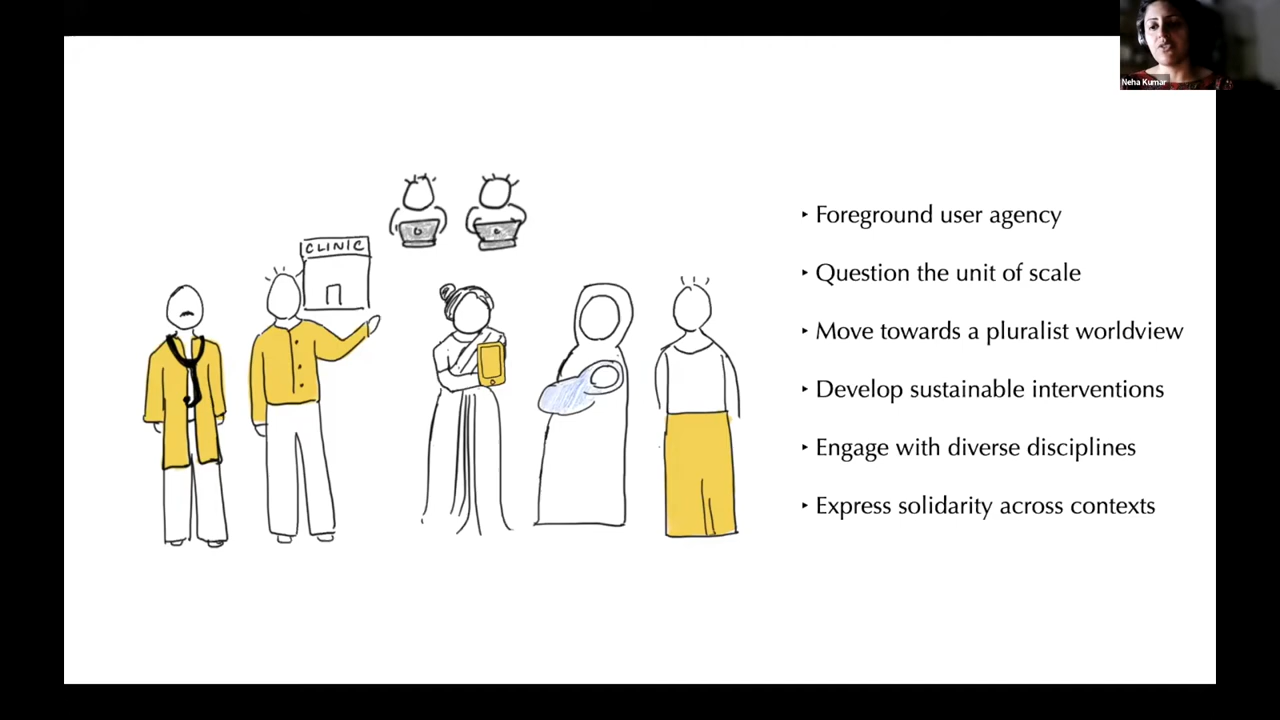 Neha Kumar
CLINIC
‣ Foreground user agency
‣ Question the unit of scale
‣ Move towards a pluralist worldview
‣ Develop sustainable interventions
‣ Engage with diverse disciplines
‣ Express solidarity across contexts